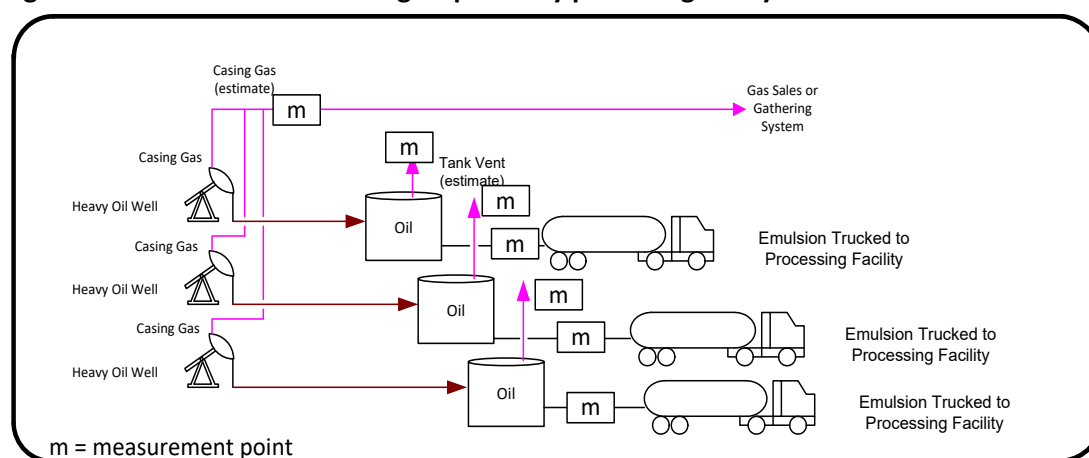 Casing Gas
(estimate)
m
Gas Sales or
Gathering
System
Casing Gas
m
Tank Vent
(estimate)
m
Heavy Oil Well
Oil
m
Emulsion Trucked to
Processing Facility
Casing Gas
Heavy Oil Well
Oil
m
m
Emulsion Trucked to
Processing Facility
Casing Gas
Heavy Oil Well
Oil
m
Emulsion Trucked to
Processing Facility
m = measurement point